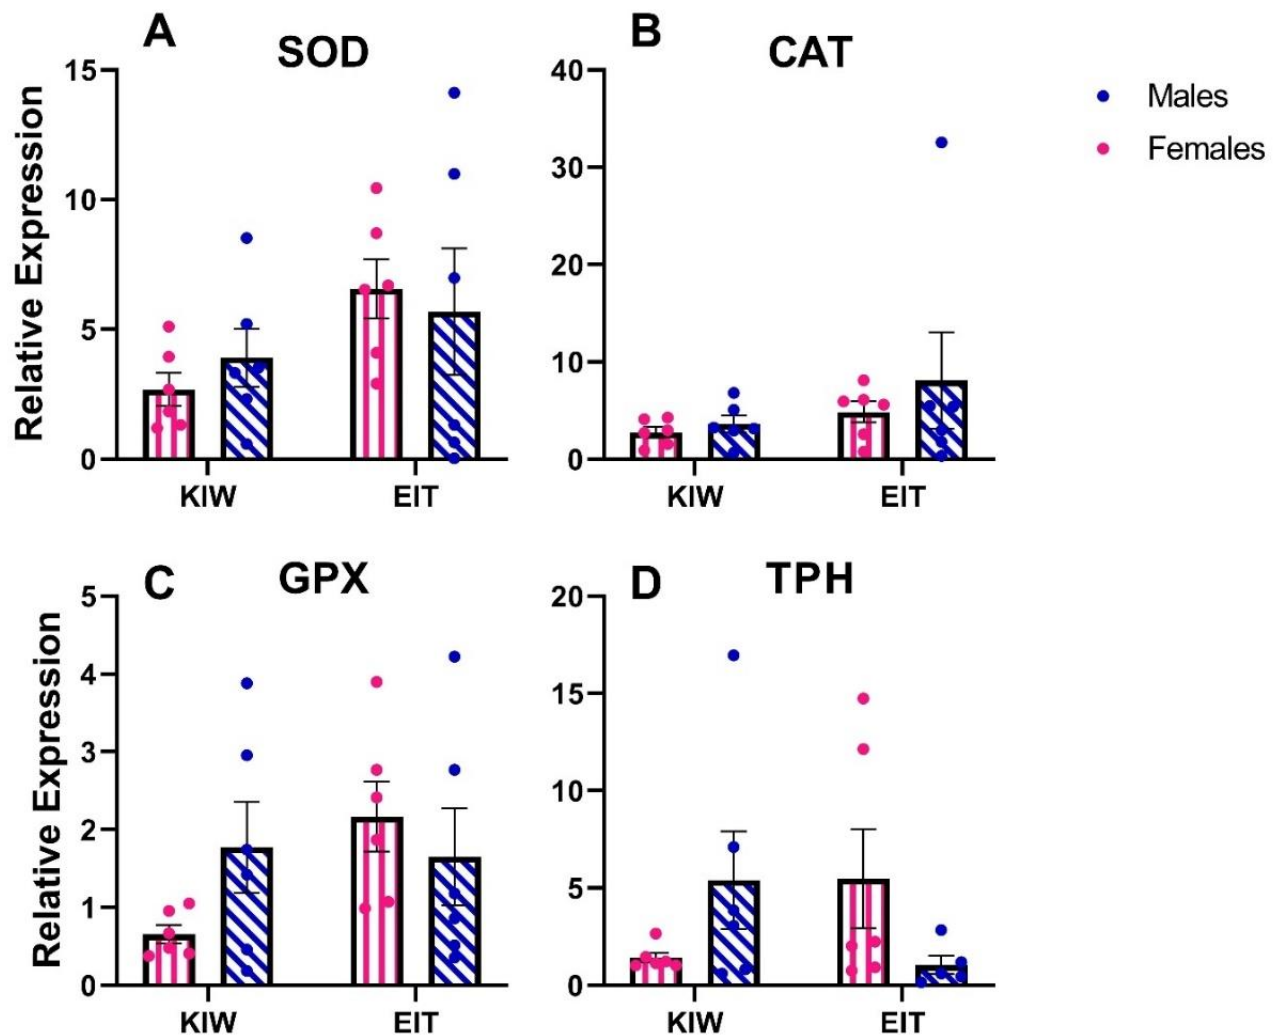 A
SOD
Relative Expression
15
10
5
0
KIW
EIT
B
CAT
40
30
20
10
0
KIW
EIT
Males
Females
C
GPX
Relative Expression
5
4
3
2
1
0
KIW
EIT
D
TPH
20
15
10
5
0
KIW
EIT